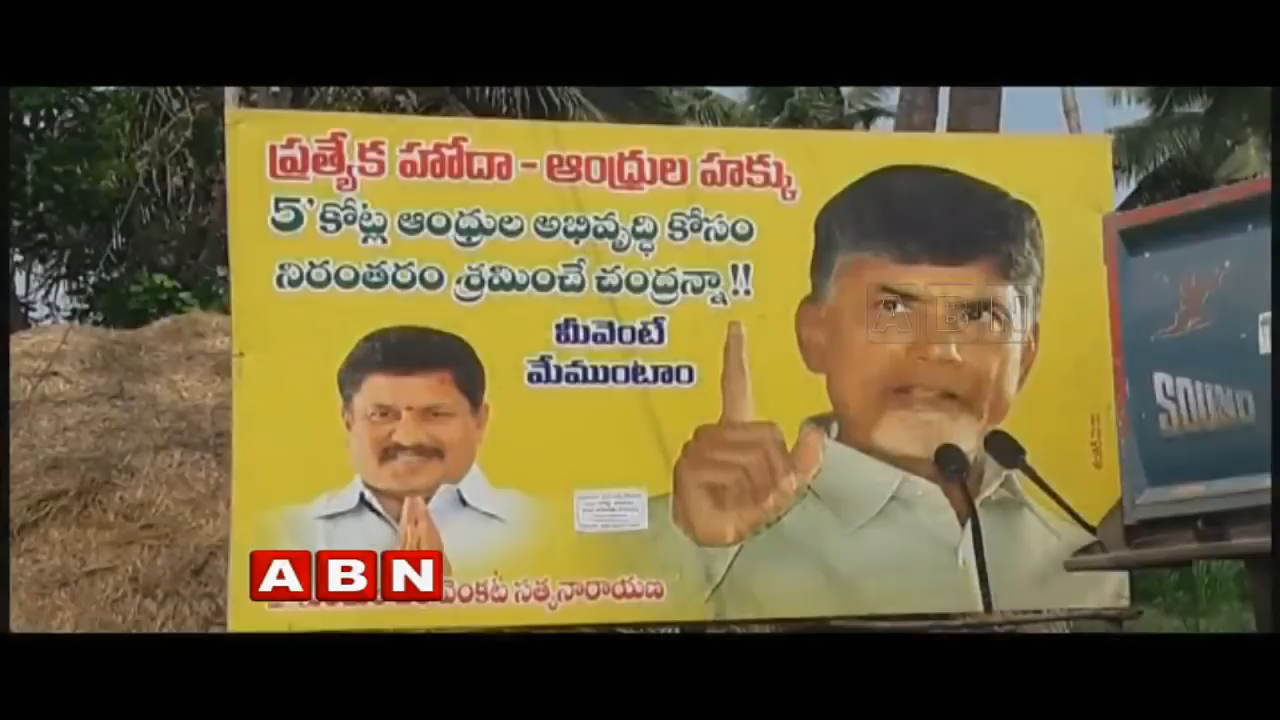 ప్రత్యేక హోదా - ఆంధ్రుల హక్కు
5' కోట్ల ఆంధ్రుల అభివృద్ధి కోసం
నిరంతరం శ్రమించే చంద్రన్నా!!
మీవెంటే
మేముంటాం
ABN
SOUND
ABN
వెంకట సత్యనారాయణ